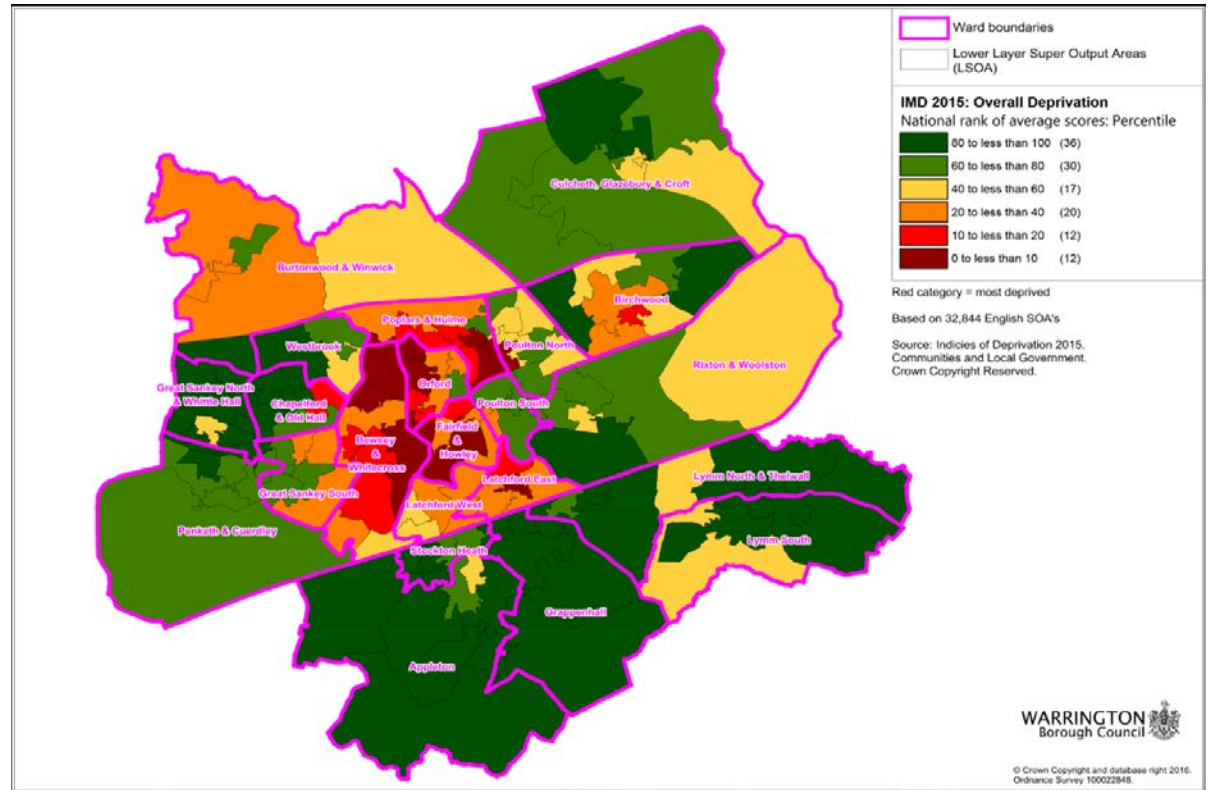 Ward boundaries
Lower Layer Super Output Areas
(LSOA)
IMD 2015: Overall Deprivation
National rank of average scores: Percentile
80 to less than 100 (36)
60 to less than 80 (30)
40 to less than 60 (17)
20 to less than 40 (20)
10 to less than 20 (12)
0 to less than 10 (12)
Red category = most deprived
Based on 32,844 English SOA's
Source: Indicies of Deprivation 2015.
Communities and Local Government.
Crown Copyright Reserved.
Culcheth, Glazebury & Croft
Burtonwood & Winwick
Birchwood
Poplars & Hulme
Westbrook
Poulton North
Rixton & Woolston
Great Sankey North
& Whittle Hall
Orford
Chapelford
& Old Hall
Poulton South
Fairfield
&
Howley
Bewsey
&
Whitecross
Latchford East
Lymm North & Thelwall
Great Sankey South
Latchford West
Penketh & Cuerdley
Lymm South
Stockton Heath
Grappenhall
Appleton
WARRINGTON
Borough Council
© Crown Copyright and database right 2016.
Ordnance Survey 100022848.